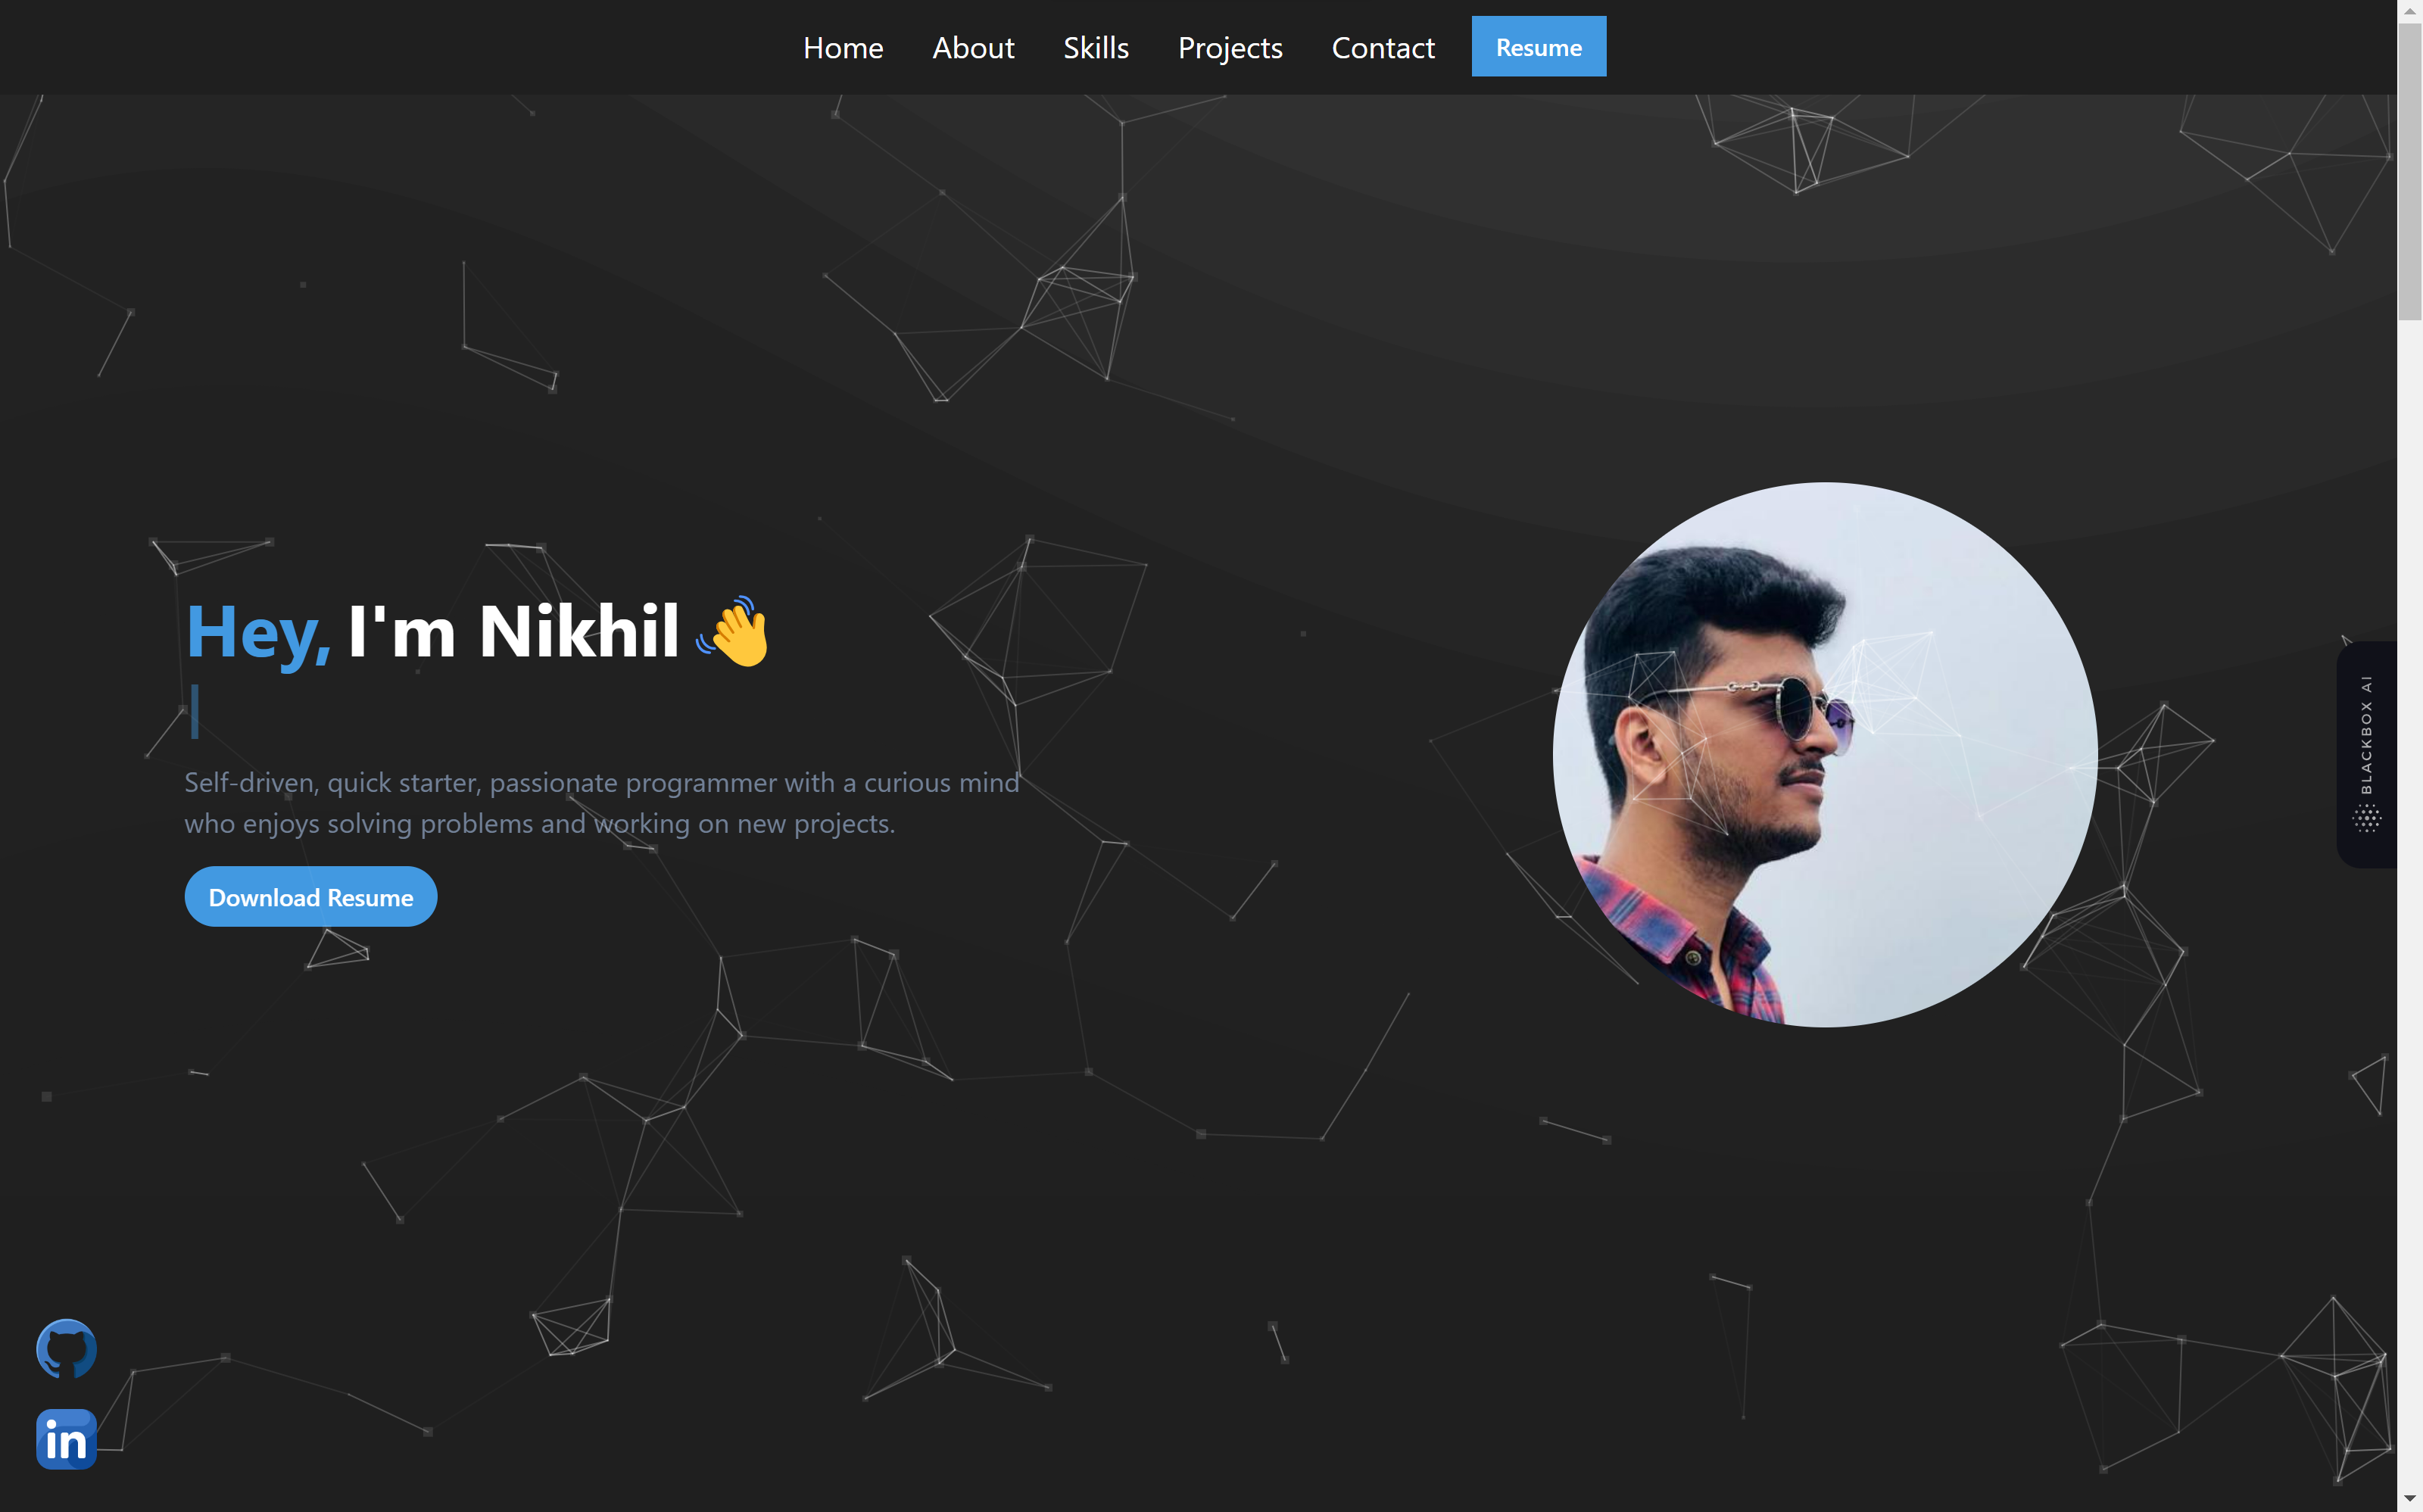 Home About Skills Projects Contact Resume
Hey, I'm Nikhil 👋
Self-driven, quick starter, passionate programmer with a curious mind
who enjoys solving problems and working on new projects.
Download Resume
BLACKBOX AI
in